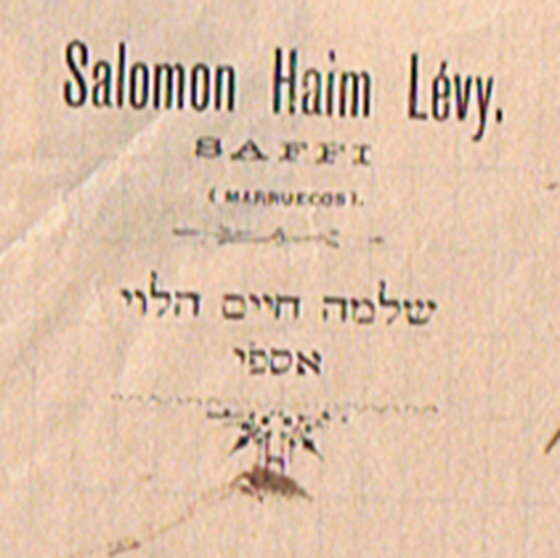 Salomon Haim Lévy.
SAFFI
(MARRUECOS).
שלמה חיים הלוי
אספי